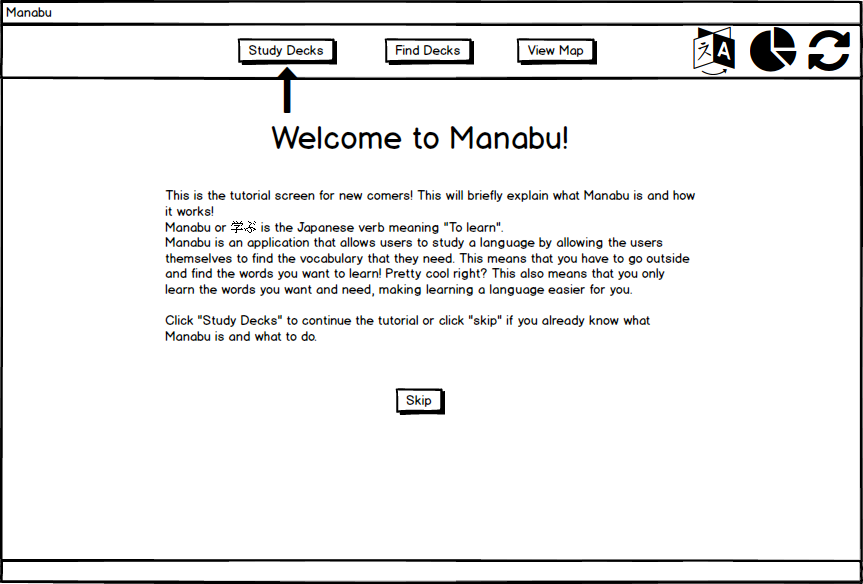 Manabu
Study Decks
Find Decks
View Map
A
Welcome to Manabu!
This is the tutorial screen for new comers! This will briefly explain what Manabu is and how
it works!
Manabu or 学ぶ is the Japanese verb meaning "To learn".
Manabu is an application that allows users to study a language by allowing the users
themselves to find the vocabulary that they need. This means that you have to go outside
and find the words you want to learn! Pretty cool right? This also means that you only
learn the words you want and need, making learning a language easier for you.
Click "Study Decks" to continue the tutorial or click "skip" if you already know what
Manabu is and what to do.
Skip